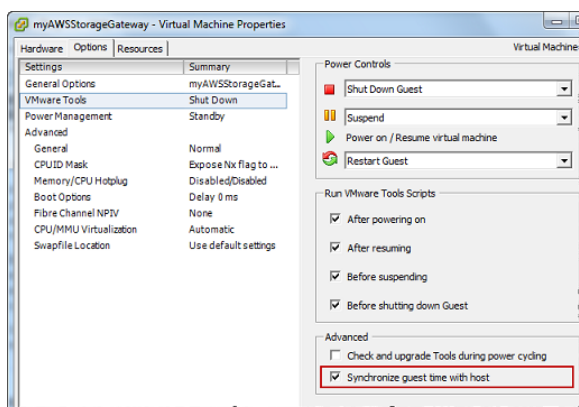 myAWSStorageGateway - Virtual Machine Properties
Hardware Options Resources
Virtual Machine
Settings Summary
General Options myAWSStorageGat...
VMware Tools Shut Down
Power Management Standby
Advanced
General Normal
CPUID Mask Expose Nx flag to ...
Memory/CPU Hotplug Disabled/Disabled
Boot Options Delay 0 ms
Fibre Channel NPIV None
CPU/MMU Virtualization Automatic
Swapfile Location Use default settings
Power Controls
Shut Down Guest
Suspend
Power on / Resume virtual machine
Restart Guest
Run VMware Tools Scripts
After powering on
After resuming
Before suspending
Before shutting down Guest
Advanced
Check and upgrade Tools during power cycling
Synchronize guest time with host